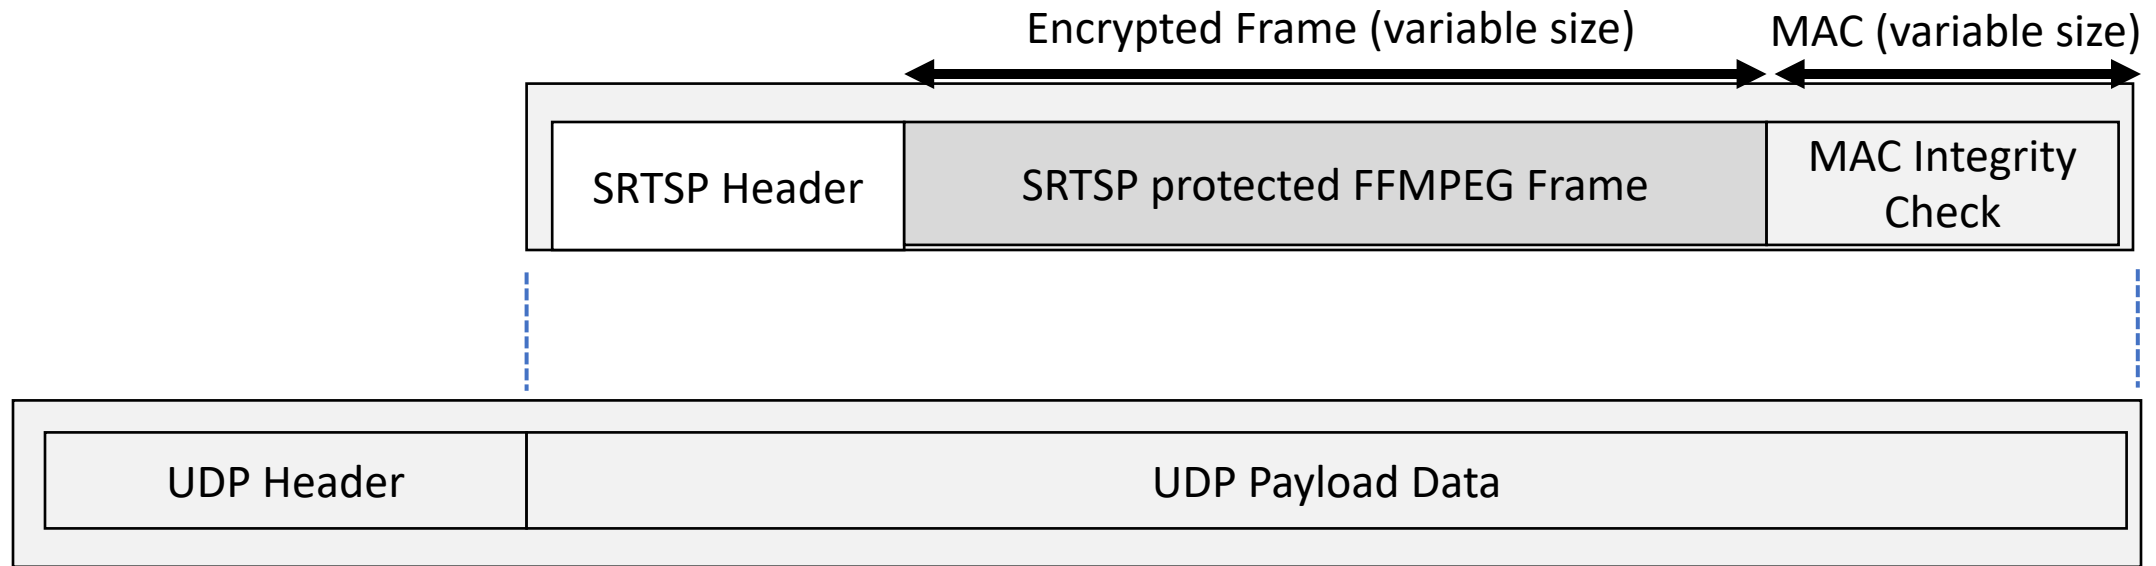 Encrypted Frame (variable size)
MAC (variable size)
SRTSP Header
SRTSP protected FFMPEG Frame
MAC Integrity
Check
UDP Header
UDP Payload Data